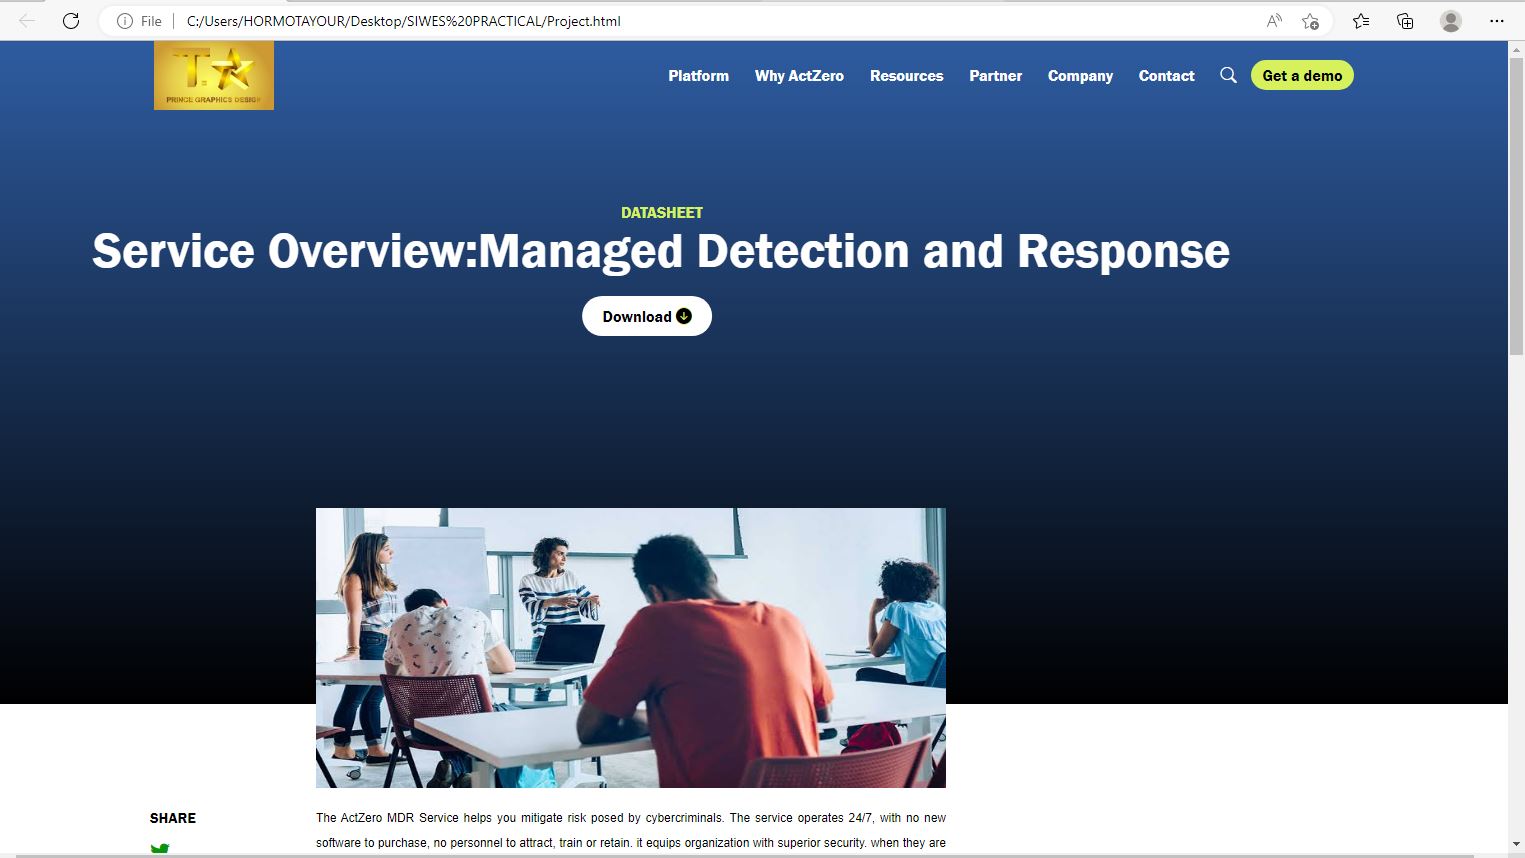 File
C:/Users/HORMOTAYOUR/Desktop/SIWES%20PRACTICAL/Project.html
T.
PRINCE GRAPHICS DESIGN
Platform Why ActZero Resources Partner Company Contact Get a demo
DATASHEET
Service Overview:Managed Detection and Response
Download
SHARE
The ActZero MDR Service helps you mitigate risk posed by cybercriminals. The service operates 24/7, with no new
software to purchase, no personnel to attract, train or retain. it equips organization with superior security. when they are